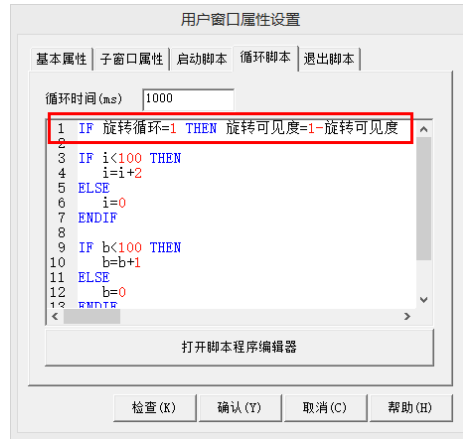 用户窗口属性设置
基本属性 子窗口属性 启动脚本 循环脚本 退出脚本
循环时间(ms) 1000
1 IF 旋转循环=1 THEN 旋转可见度=1-旋转可见度
2
3 IF i<100 THEN
4 i=i+2
5 ELSE
6 i=0
7 ENDIF
8
9 IF b<100 THEN
10 b=b+1
11 ELSE
12 b=0
13 ENDIF
打开脚本程序编辑器
检查(K) 确认(Y) 取消(C) 帮助(H)